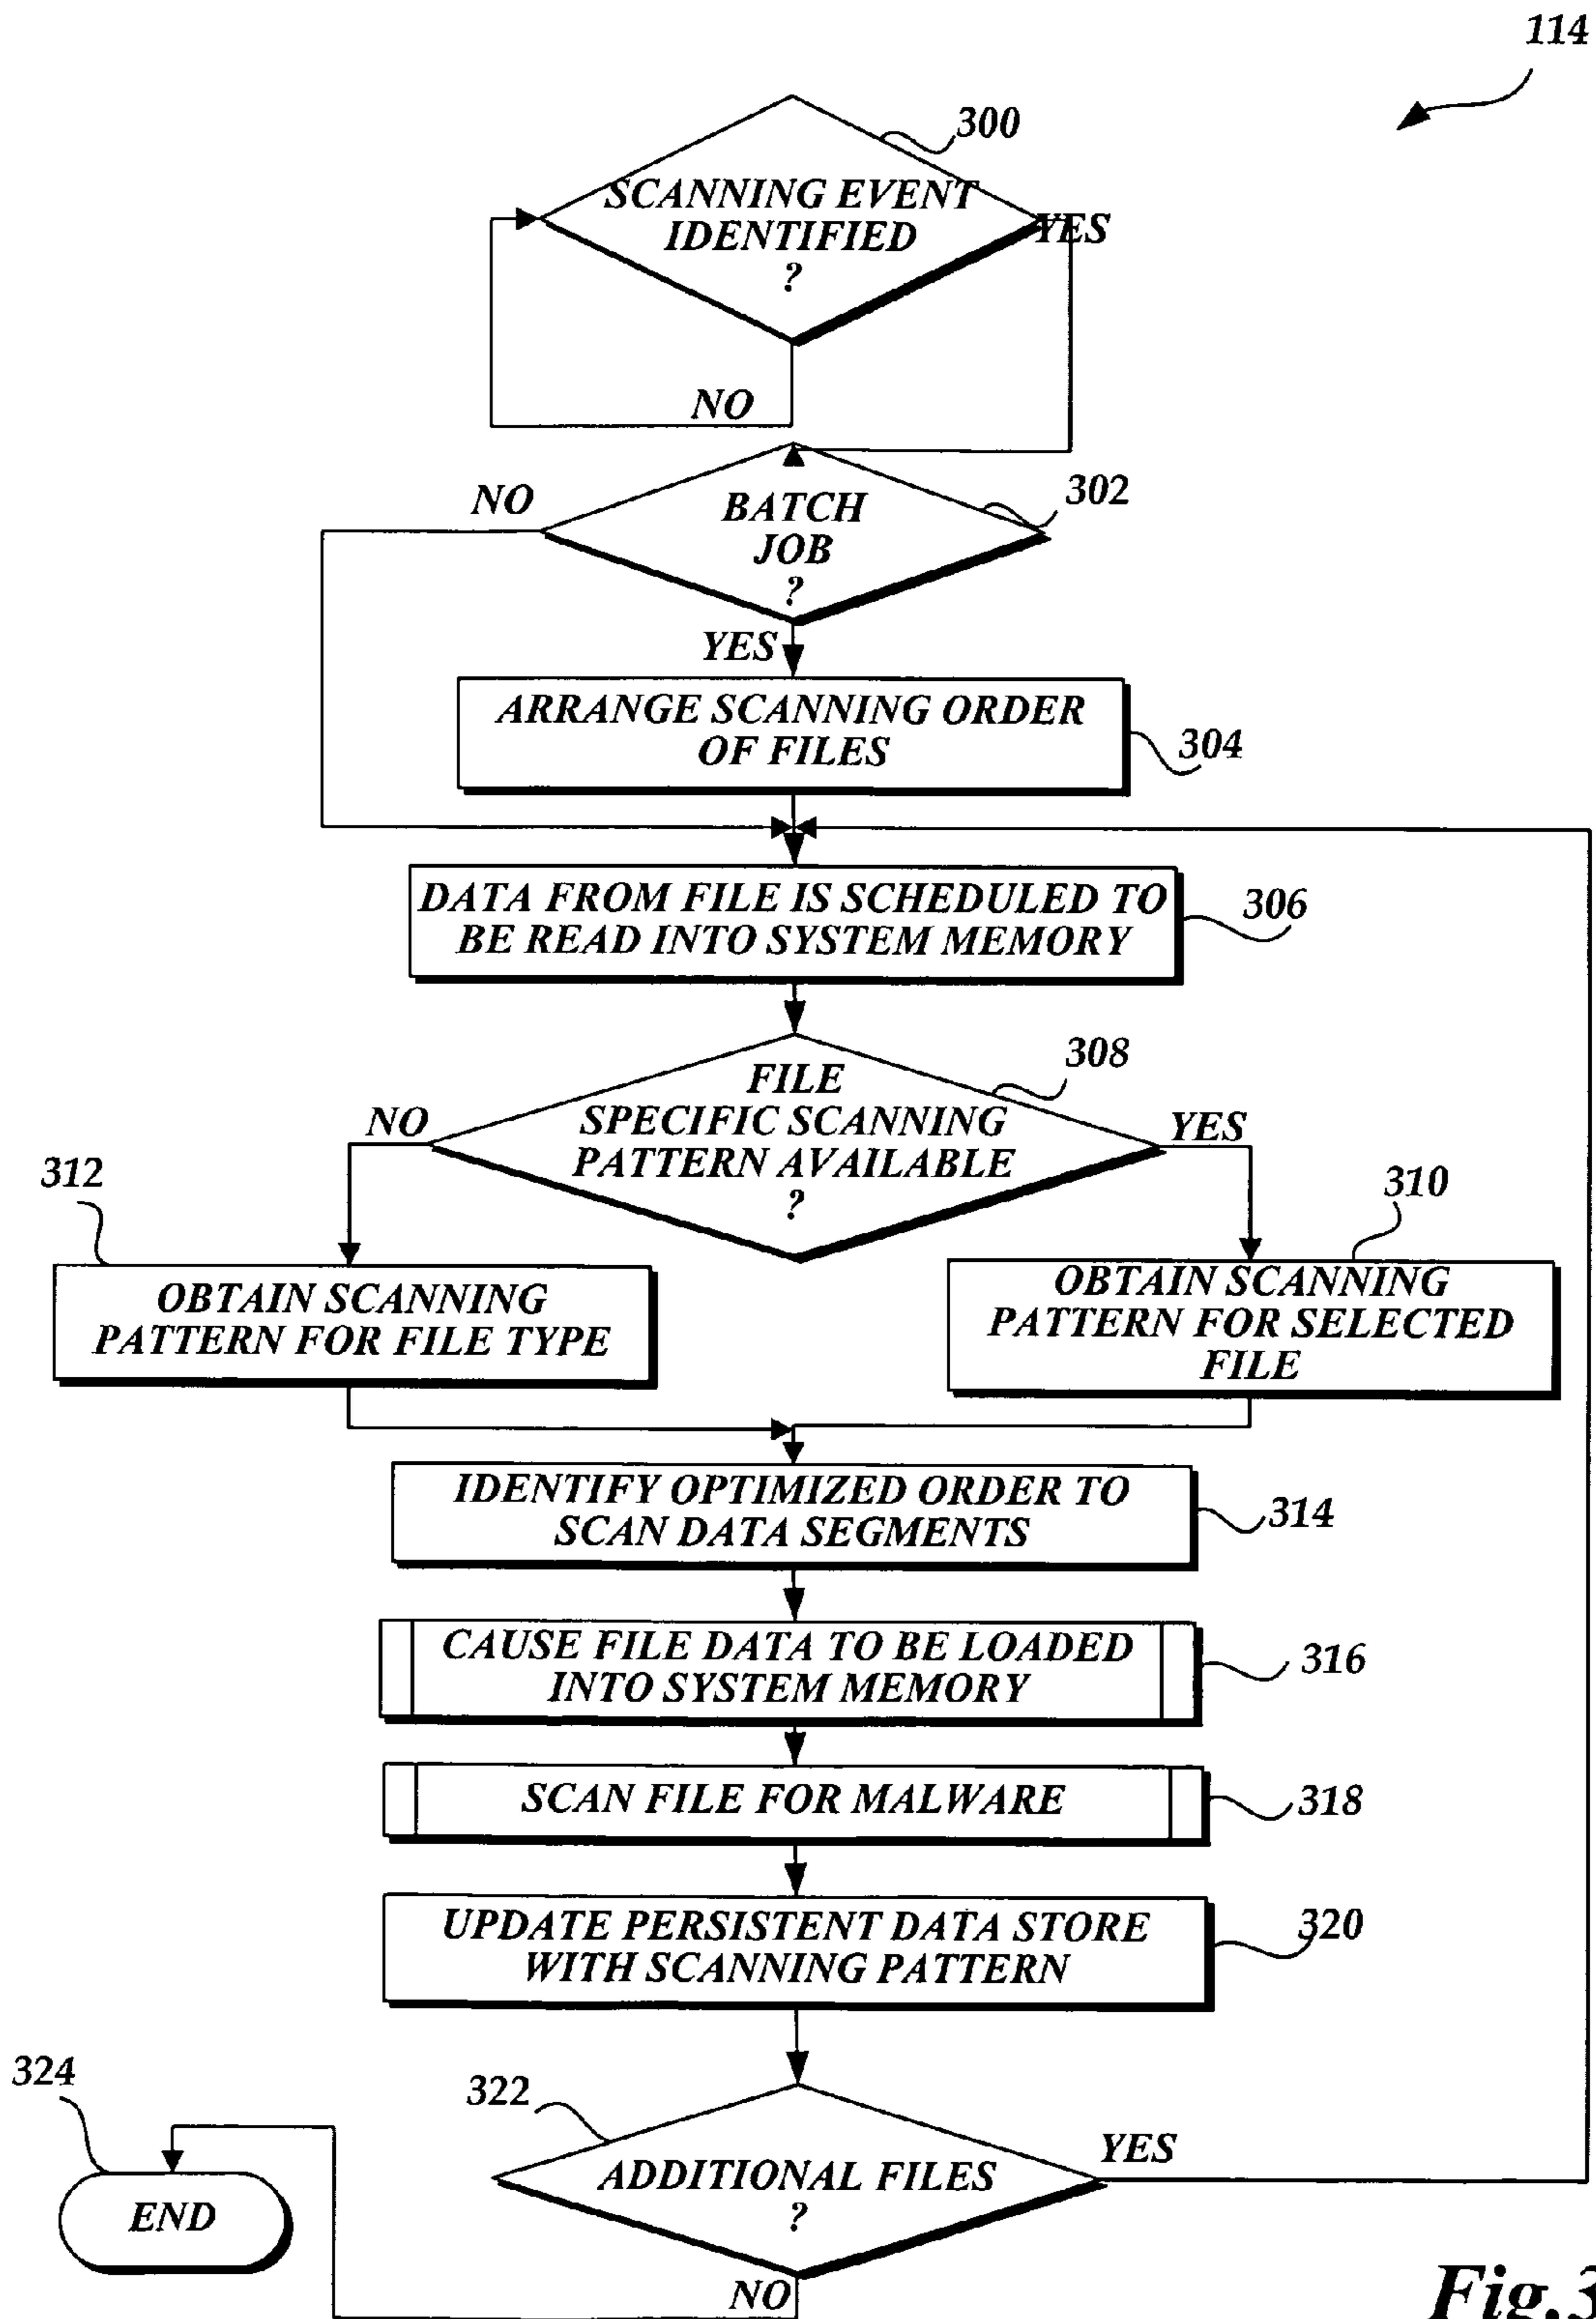 114
300
SCANNING EVENT
IDENTIFIED
?
YES
NO
302
NO
BATCH
JOB
?
YES
ARRANGE SCANNING ORDER
OF FILES
304
DATA FROM FILE IS SCHEDULED TO
BE READ INTO SYSTEM MEMORY
306
308
FILE
SPECIFIC SCANNING
PATTERN AVAILABLE
?
NO
YES
312
310
OBTAIN SCANNING
PATTERN FOR FILE TYPE
OBTAIN SCANNING
PATTERN FOR SELECTED
FILE
IDENTIFY OPTIMIZED ORDER TO
SCAN DATA SEGMENTS
314
CAUSE FILE DATA TO BE LOADED
INTO SYSTEM MEMORY
316
SCAN FILE FOR MALWARE
318
UPDATE PERSISTENT DATA STORE
WITH SCANNING PATTERN
320
324
322
YES
ADDITIONAL FILES
?
END
NO
Fig.3